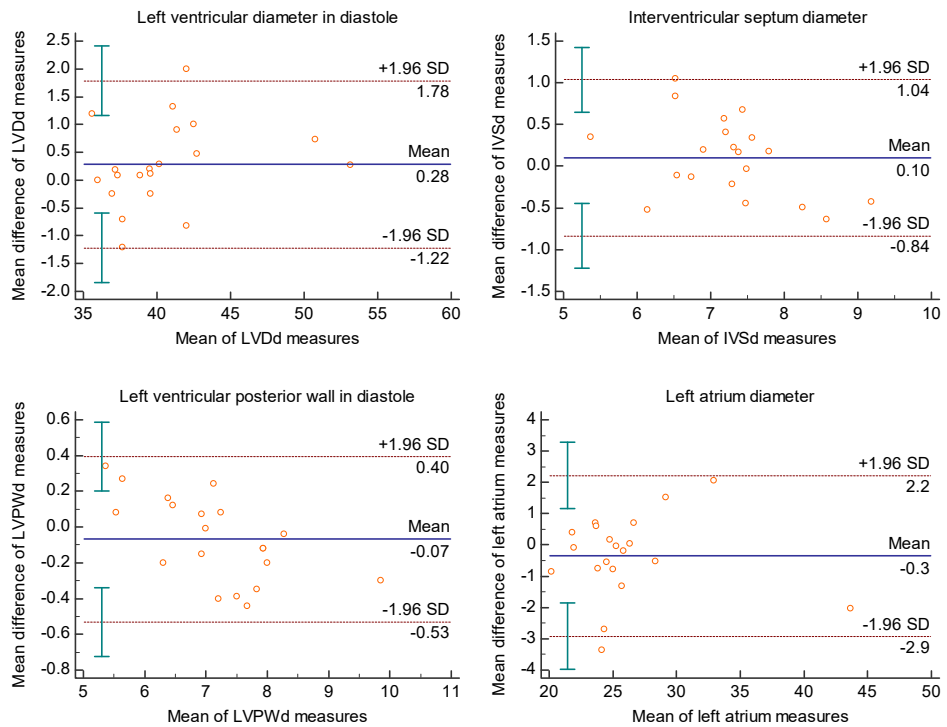 Left ventricular diameter in diastole
Mean difference of LVDd measures
2.5
2.0
1.5
1.0
0.5
0.0
-0.5
-1.0
-1.5
-2.0
+1.96 SD
1.78
Mean
0.28
-1.96 SD
-1.22
35 40 45 50 55 60
Mean of LVDd measures
Interventricular septum diameter
Mean difference of IVSd measures
1.5
1.0
0.5
0.0
-0.5
-1.0
-1.5
+1.96 SD
1.04
Mean
0.10
-1.96 SD
-0.84
5 6 7 8 9 10
Mean of IVSd measures
Left ventricular posterior wall in diastole
Mean difference of LVPWd measures
0.6
0.4
0.2
0.0
-0.2
-0.4
-0.6
-0.8
+1.96 SD
0.40
Mean
-0.07
-1.96 SD
-0.53
5 6 7 8 9 10 11
Mean of LVPWd measures
Left atrium diameter
Mean difference of left atrium measures
4
3
2
1
0
-1
-2
-3
-4
+1.96 SD
2.2
Mean
-0.3
-1.96 SD
-2.9
20 25 30 35 40 45 50
Mean of left atrium measures